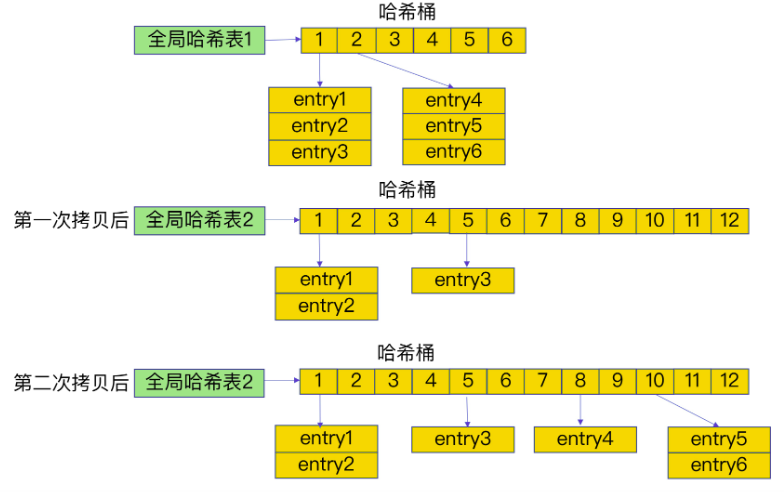 哈希桶
全局哈希表1 1 2 3 4 5 6
entry1 entry4
entry2 entry5
entry3 entry6
哈希桶
第一次拷贝后 全局哈希表2 1 2 3 4 5 6 7 8 9 10 11 12
entry1 entry3
entry2
哈希桶
第二次拷贝后 全局哈希表2 1 2 3 4 5 6 7 8 9 10 11 12
entry1 entry3 entry4 entry5
entry2 entry6